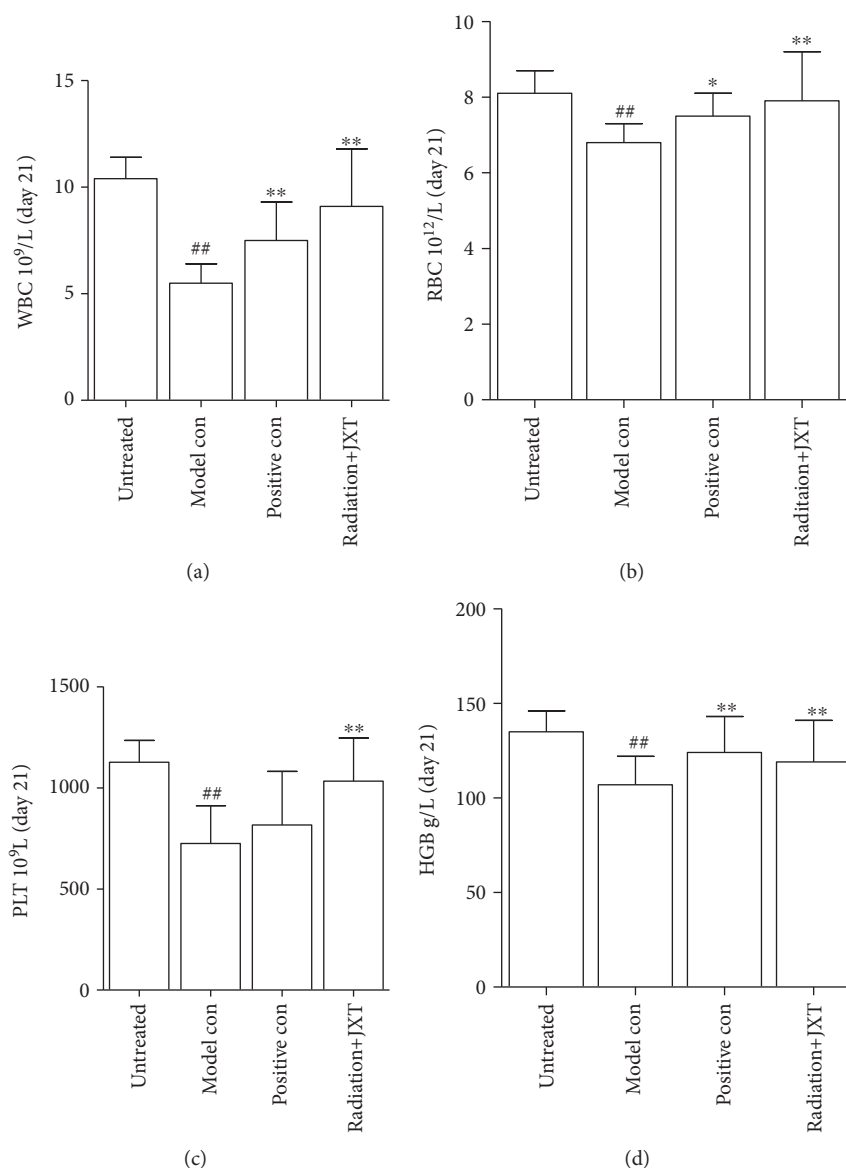 15
10
5
0
WBC 10⁹/L (day 21)
##
**
**
Untreated
Model con
Positive con
Radiation+JXT
(a)
10
8
6
4
2
0
RBC 10¹²/L (day 21)
##
*
**
Untreated
Model con
Positive con
Raditaion+JXT
(b)
1500
1000
500
0
PLT 10⁹L (day 21)
##
**
Untreated
Model con
Positive con
Radiation+JXT
(c)
200
150
100
50
0
HGB g/L (day 21)
##
**
**
Untreated
Model con
Positive con
Radiation+JXT
(d)